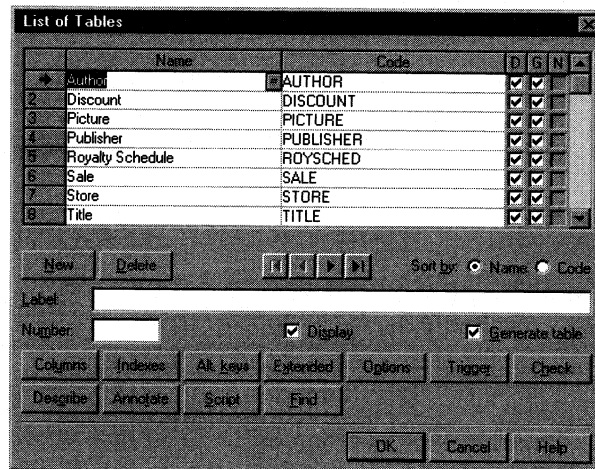 List of Tables
Name Code D G N
Author AUTHOR
2 Discount DISCOUNT
3 Picture PICTURE
4 Publisher PUBLISHER
5 Royalty Schedule ROYSCHED
6 Sale SALE
7 Store STORE
8 Title TITLE
New Delete Sort by: Name Code
Label:
Number: Display Generate table
Columns Indexes Alt. keys Extended Options Trigger Check
Describe Annotate Script Find
OK Cancel Help